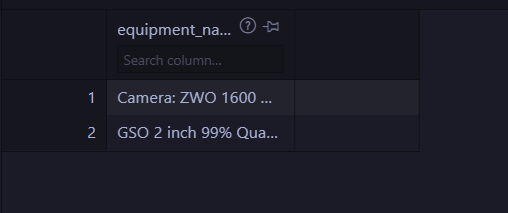 equipment_na...
Search column...
1 Camera: ZWO 1600 ...
2 GSO 2 inch 99% Qua...